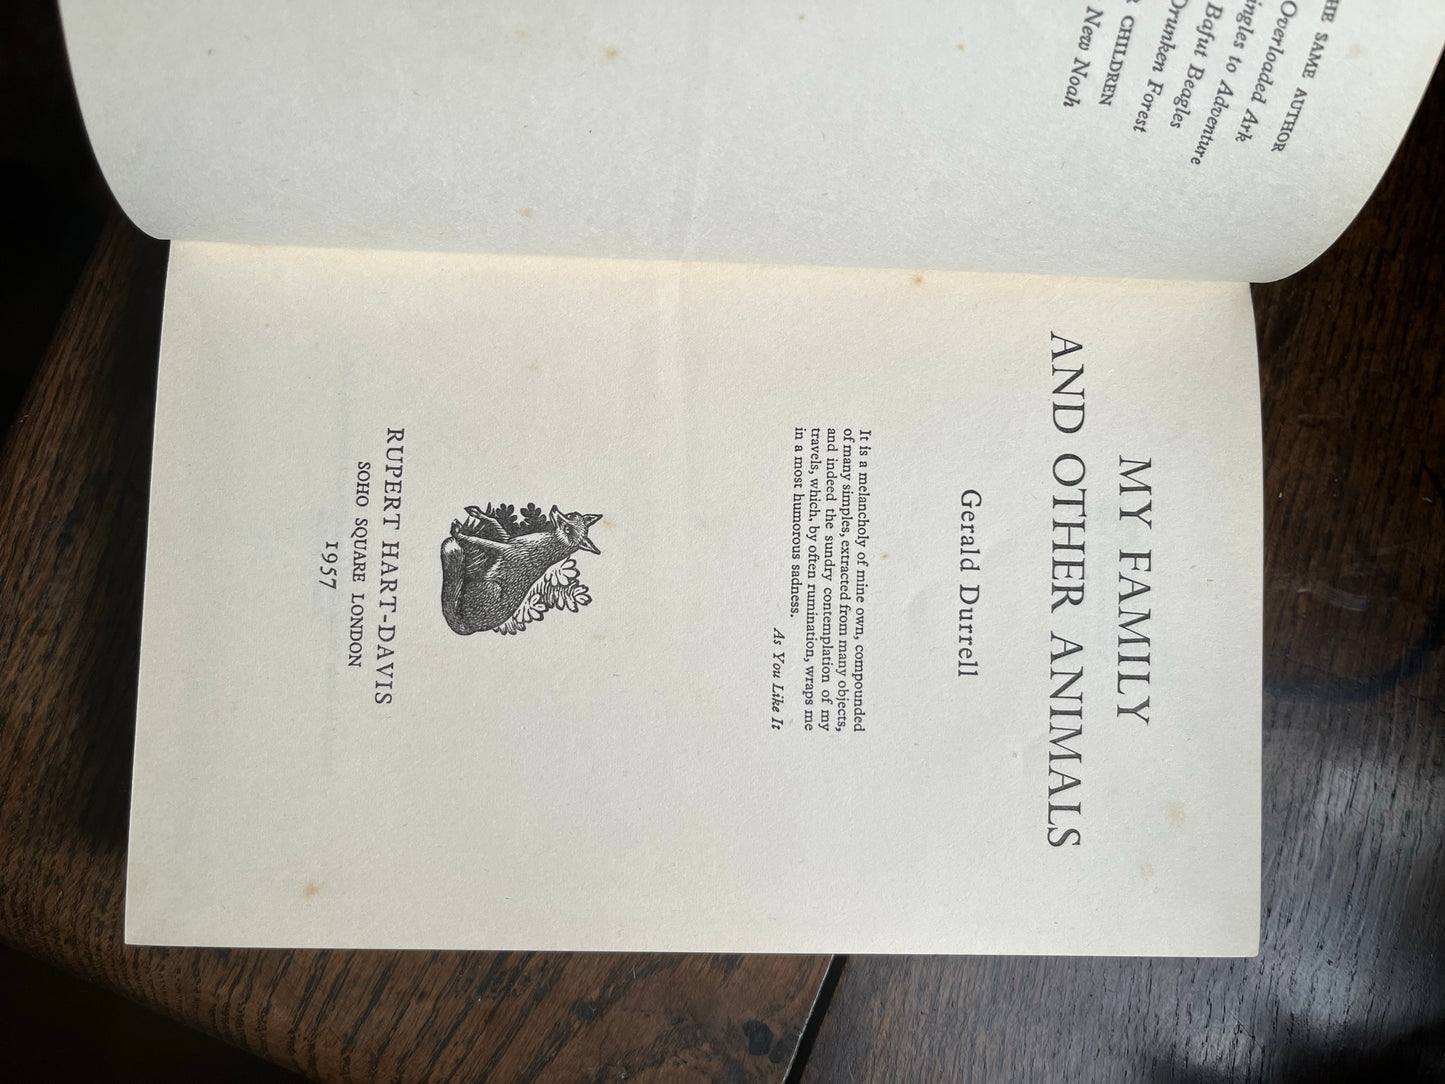 HE SAME AUTHOR
Overloaded Ark
ingles to Adventure
Bafut Beagles
Drunken Forest
R CHILDREN
New Noah
MY FAMILY
AND OTHER ANIMALS
Gerald Durrell
It is a melancholy of mine own, compounded
of many simples, extracted from many objects,
and indeed the sundry contemplation of my
travels, which, by often rumination, wraps me
in a most humorous sadness.
As You Like It
RUPERT HART-DAVIS
SOHO SQUARE LONDON
1957